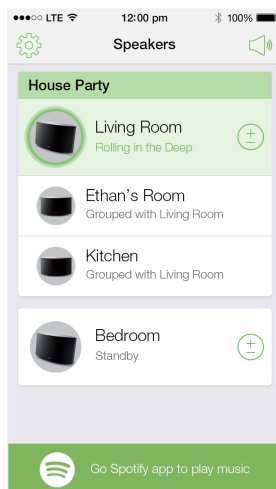 LTE 12:00 pm 100%
Speakers
House Party
Living Room
Rolling in the Deep
Ethan's Room
Grouped with Living Room
Kitchen
Grouped with Living Room
Bedroom
Standby
Go Spotify app to play music